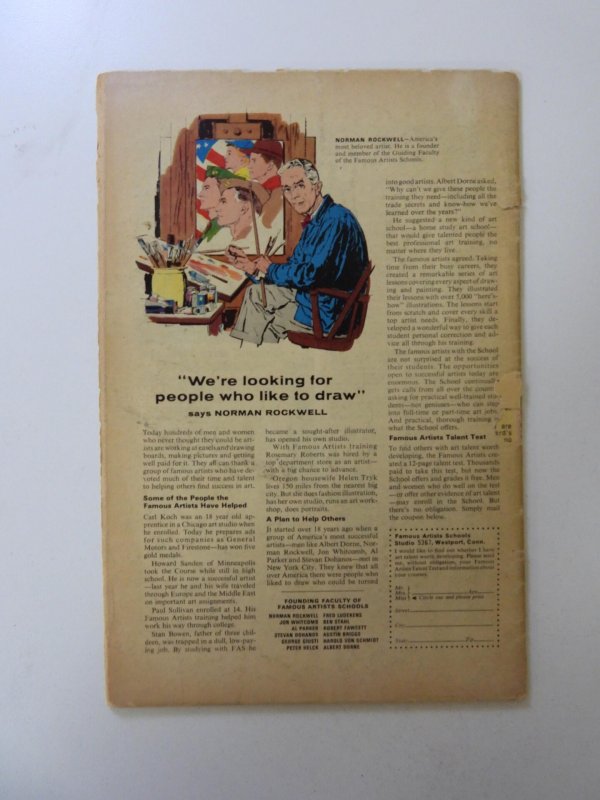 NORMAN ROCKWELL—America's
most beloved artist. He is a founder
and member of the Guiding Faculty
of the Famous Artists Schools.
"We're looking for
people who like to draw"
says NORMAN ROCKWELL
Today hundreds of men and women
who never thought they could be art-
ists are working at easels and drawing
boards, making pictures and getting
well paid for it. They all can thank a
group of famous artists who have de-
voted much of their time and talent
to helping others find success in art.
Some of the People the
Famous Artists Have Helped
Carl Koch was an 18 year old ap-
prentice in a Chicago art studio when
he enrolled. Today he prepares ads
for such companies as General
Motors and Firestone—has won five
gold medals.
Howard Sanden of Minneapolis
took the Course while still in high
school. He is now a successful artist
—last year he and his wife traveled
through Europe and the Middle East
on important art assignments.
Paul Sullivan enrolled at 14. His
Famous Artists training helped him
work his way through college.
Stan Bowen, father of three chil-
dren, was trapped in a dull, low-pay-
ing job. By studying with FAS he
became a sought-after illustrator,
has opened his own studio.
With Famous Artists training
Rosemary Roberts was hired by a
top department store as an artist—
with a big chance to advance.
Oregon housewife Helen Tryk
lives 150 miles from the nearest big
city. But she does fashion illustration,
has her own studio, runs an art work-
shop, does portraits.
A Plan to Help Others
It started over 18 years ago when a
group of America's most successful
artists—men like Albert Dorne, Nor-
man Rockwell, Jon Whitcomb, Al
Parker and Stevan Dohanos—met in
New York City. They knew that all
over America there were people who
liked to draw who could be turned
into good artists. Albert Dorne asked,
"Why can't we give these people the
training they need—including all the
trade secrets and know-how we've
learned over the years?"
He suggested a new kind of art
school—a home study art school—
that would give talented people the
best professional art training, no
matter where they live.
The famous artists agreed. Taking
time from their busy careers, they
created a remarkable series of art
lessons covering every aspect of draw-
ing and painting. They illustrated
their lessons with over 5,000 "here's-
how" illustrations. The lessons start
from scratch and cover every skill a
top artist needs. Finally, they de-
veloped a wonderful way to give each
student personal correction and ad-
vice all through his training.
The famous artists with the School
are not surprised at the success of
their students. The opportunities
open to successful artists today are
enormous. The School continually
gets calls from all over the country
asking for practical well-trained stu-
dents—not geniuses—who can step
into full-time or part-time art jobs.
And practical, thorough training is
what the School offers.
Famous Artists Talent Test
To find others with art talent worth
developing, the Famous Artists cre-
ated a 12-page talent test. Thousands
paid to take this test, but now the
School offers and grades it free. Men
and women who do well on the test
—or offer other evidence of art talent
—may enroll in the School. But
there's no obligation. Simply mail
the coupon below.
FOUNDING FACULTY OF
FAMOUS ARTISTS SCHOOLS
NORMAN ROCKWELL FRED LUDEKENS
JON WHITCOMB BEN STAHL
AL PARKER ROBERT FAWCETT
STEVAN DOHANOS AUSTIN BRIGGS
GEORGE GIUSTI HAROLD VON SCHMIDT
PETER HELCK ALBERT DORNE
Famous Artists Schools
Studio 5367, Westport, Conn.
I would like to find out whether I have
art talent worth developing. Please send
me, without obligation, your Famous
Artists Talent Test and information about
your courses.
Mr.
Mrs. Age
Miss Circle one and please print
Street
City
State Zip